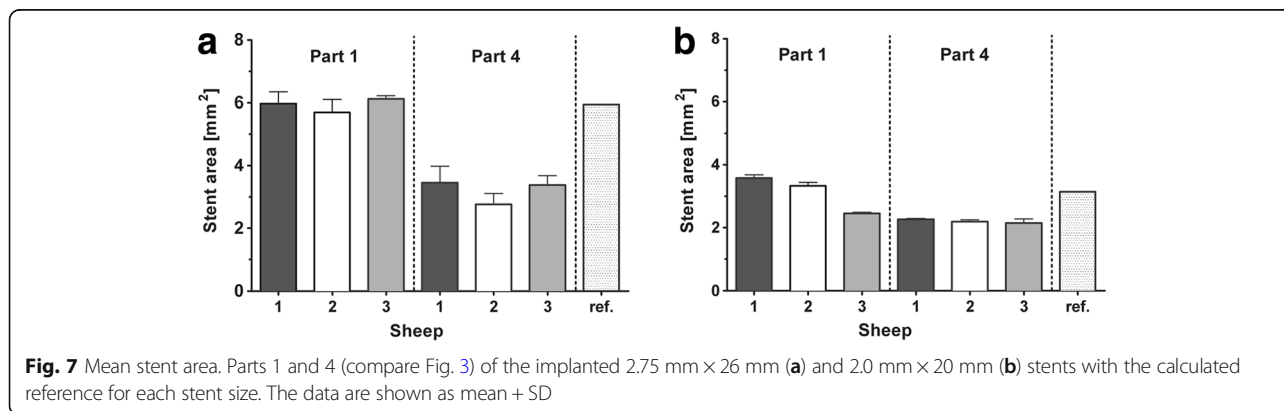 a
8
6
4
2
0
Stent area [mm²]
Part 1
Part 4
1 2 3 1 2 3 ref.
Sheep
b
8
6
4
2
0
Stent area [mm²]
Part 1
Part 4
1 2 3 1 2 3 ref.
Sheep
Fig. 7 Mean stent area. Parts 1 and 4 (compare Fig. 3) of the implanted 2.75 mm × 26 mm (a) and 2.0 mm × 20 mm (b) stents with the calculated
reference for each stent size. The data are shown as mean + SD